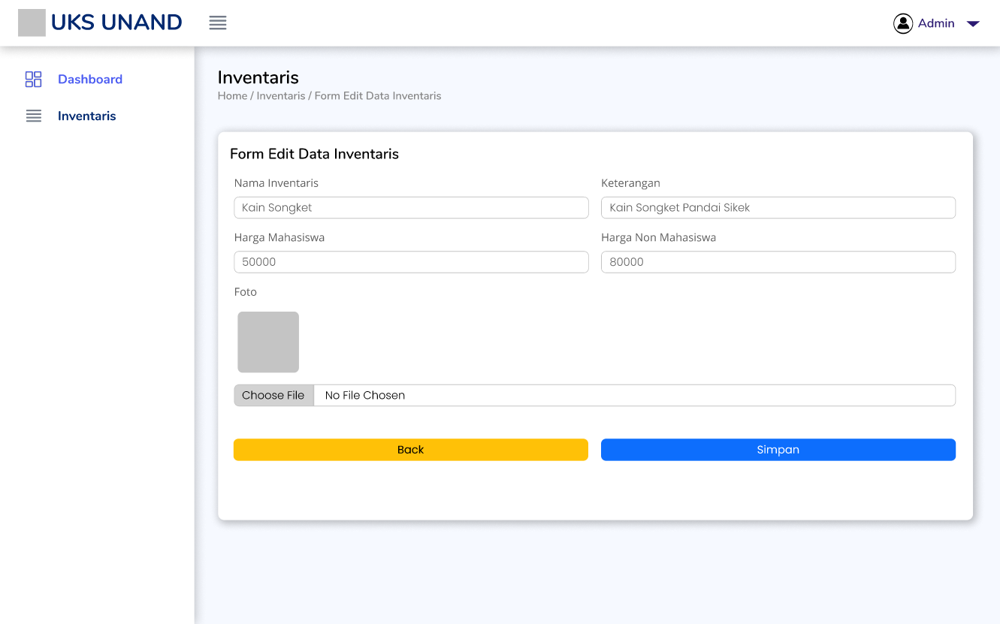 UKS UNAND
Admin
Dashboard
Inventaris
Inventaris
Home / Inventaris / Form Edit Data Inventaris
Form Edit Data Inventaris
Nama Inventaris
Keterangan
Kain Songket
Kain Songket Pandai Sikek
Harga Mahasiswa
Harga Non Mahasiswa
50000
80000
Foto
Choose File
No File Chosen
Back
Simpan